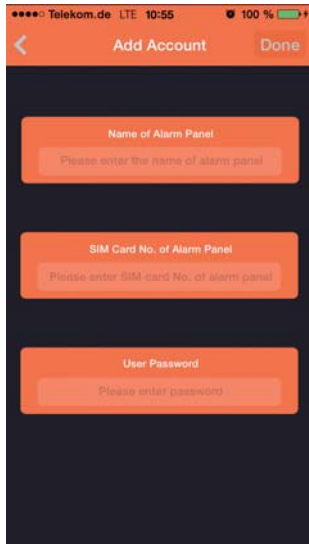 Telekom.de LTE 10:55 100 %
Add Account Done
Name of Alarm Panel
Please enter the name of alarm panel
SIM Card No. of Alarm Panel
Please enter SIM card No. of alarm panel
User Password
Please enter password